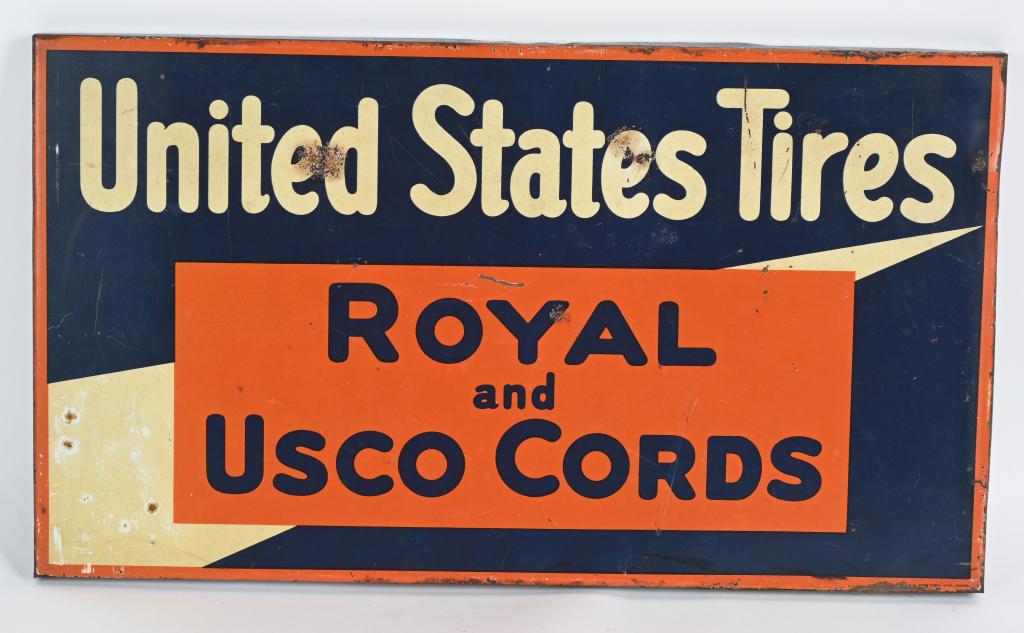 United States Tires
ROYAL
and
USCO CORDS